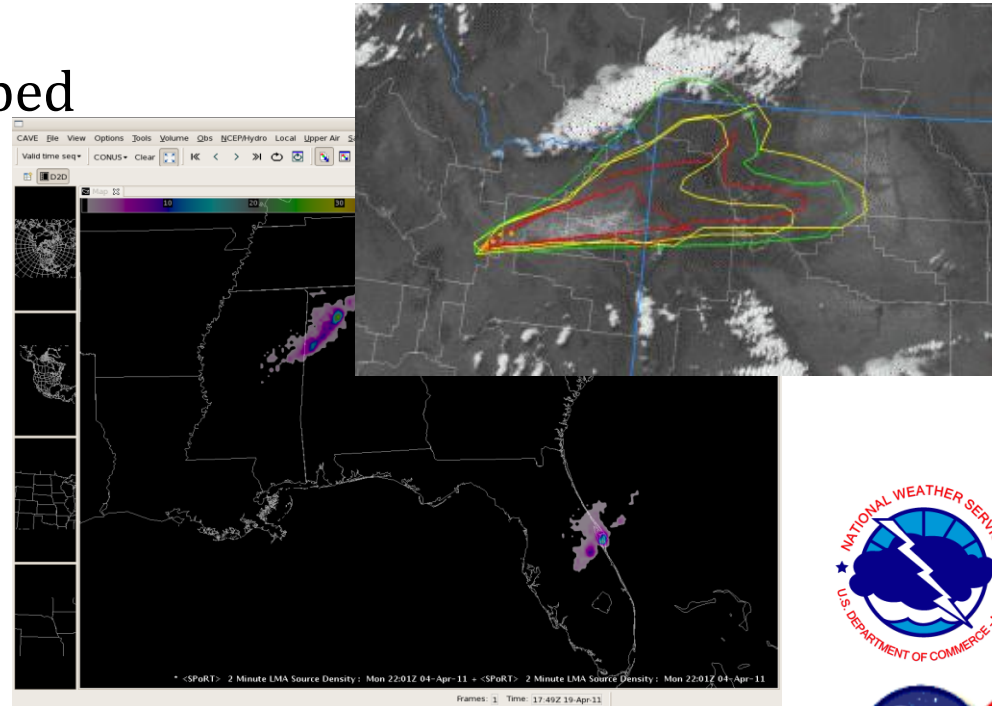 CAVE File View Options Tools Volume Obs NCEP/Hydro Local Upper Air
Valid time seq CONUS Clear
D2D
Map
10 20 30
* <SPoRT> 2 Minute LMA Source Density : Mon 22:01Z 04-Apr-11 + <SPoRT> 2 Minute LMA Source Density : Mon 22:01Z 04-Apr-11
Frames: 1 Time: 17:49Z 19-Apr-11
NATIONAL WEATHER
U.S. DEPARTMENT OF COMMERCE